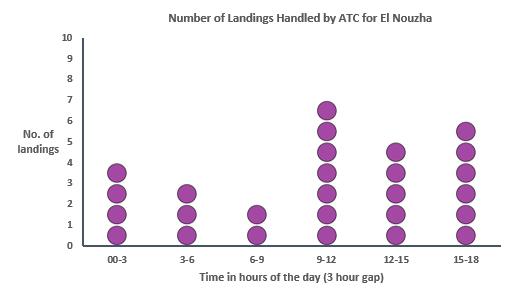 Number of Landings Handled by ATC for El Nouzha
10
9
8
7
6
5
4
3
2
1
0
No. of
landings
00-3 3-6 6-9 9-12 12-15 15-18
Time in hours of the day (3 hour gap)